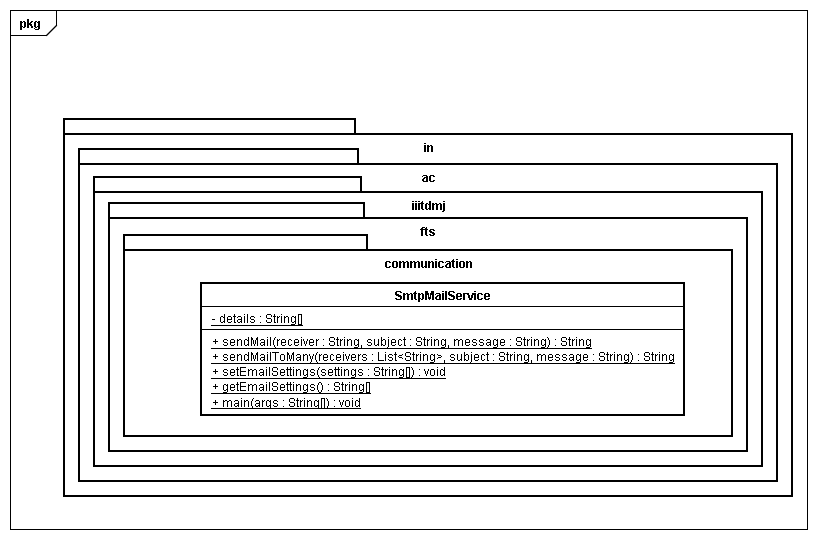 pkg
in
ac
iiitdmj
fts
communication
SmtpMailService
- details : String[]
+ sendMail(receiver : String, subject : String, message : String) : String
+ sendMailToMany(receivers : List<String>, subject : String, message : String) : String
+ setEmailSettings(settings : String[]) : void
+ getEmailSettings() : String[]
+ main(args : String[]) : void